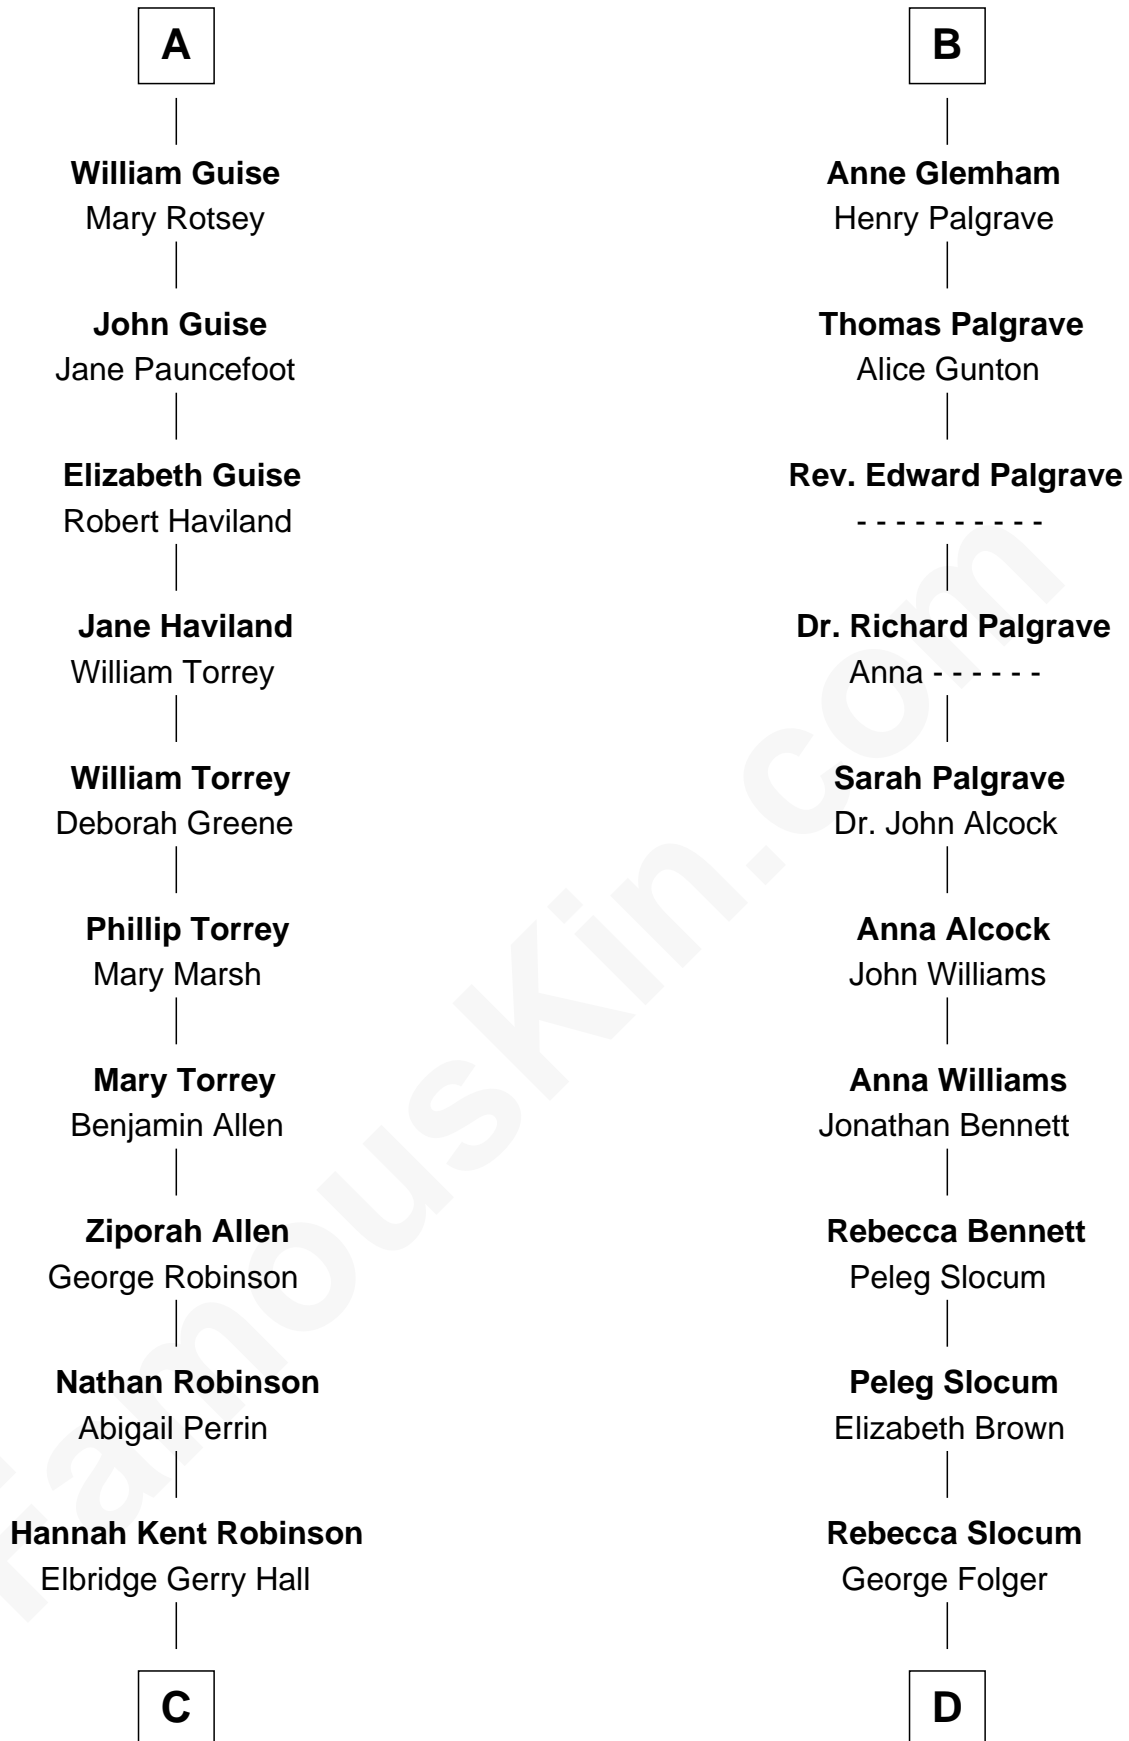 A
William Guise
Mary Rotsey
John Guise
Jane Pauncefoot
Elizabeth Guise
Robert Haviland
Jane Haviland
William Torrey
William Torrey
Deborah Greene
Phillip Torrey
Mary Marsh
Mary Torrey
Benjamin Allen
Ziporah Allen
George Robinson
Nathan Robinson
Abigail Perrin
Hannah Kent Robinson
Elbridge Gerry Hall
C
B
Anne Glemham
Henry Palgrave
Thomas Palgrave
Alice Gunton
Rev. Edward Palgrave
- - - - - - - - - -
Dr. Richard Palgrave
Anna - - - - - -
Sarah Palgrave
Dr. John Alcock
Anna Alcock
John Williams
Anna Williams
Jonathan Bennett
Rebecca Bennett
Peleg Slocum
Peleg Slocum
Elizabeth Brown
Rebecca Slocum
George Folger
D
famouskin.com